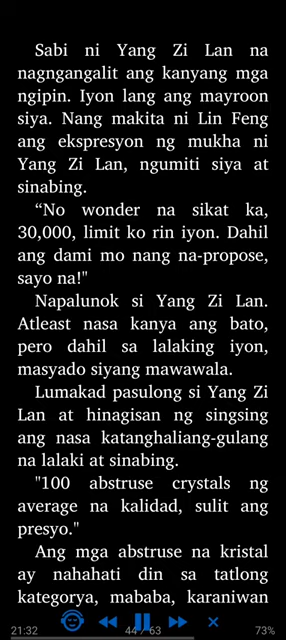 Sabi ni Yang Zi Lan na
nagngangalit ang kanyang mga
ngipin. Iyon lang ang mayroon
siya. Nang makita ni Lin Feng
ang ekspresyon ng mukha ni
Yang Zi Lan, ngumiti siya at
sinabing.
“No wonder na sikat ka,
30,000, limit ko rin iyon. Dahil
ang dami mo nang na-propose,
sayo na!"
Napalunok si Yang Zi Lan.
Atleast nasa kanya ang bato,
pero dahil sa lalaking iyon,
masyado siyang mawawala.
Lumakad pasulong si Yang Zi
Lan at hinagisan ng singsing
ang nasa katanghaliang-gulang
na lalaki at sinabing.
"100 abstruse crystals ng
average na kalidad, sulit ang
presyo."
Ang mga abstruse na kristal
ay nahahati din sa tatlong
kategorya, mababa, karaniwan
21:32 44 / 63 73%